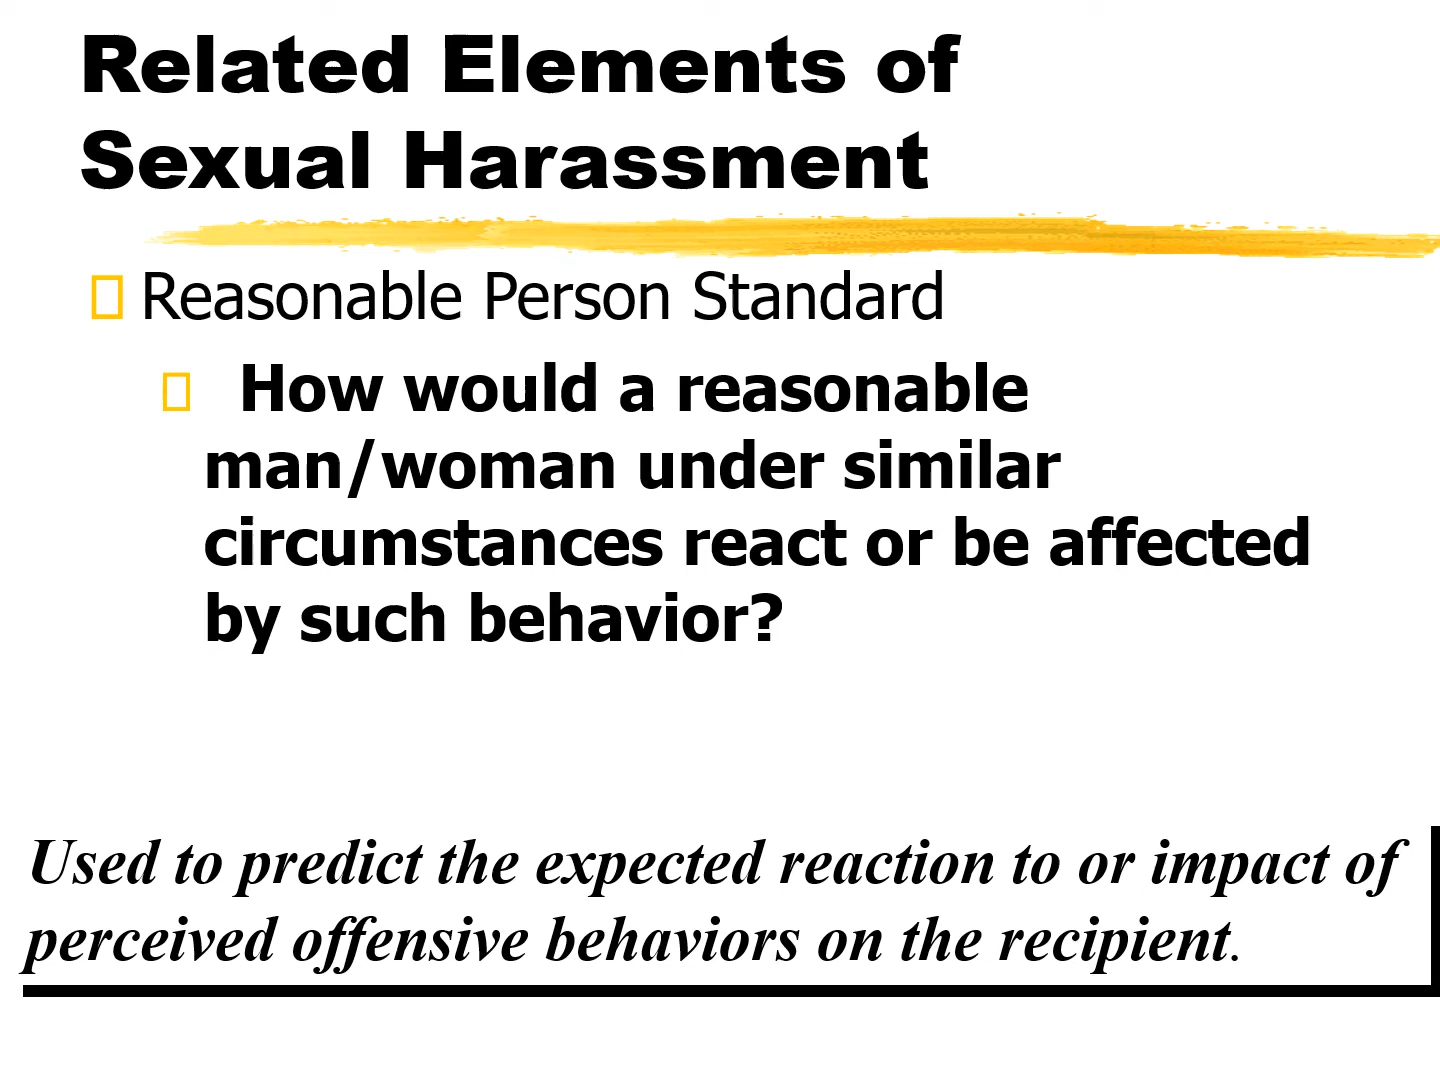 Related Elements of
Sexual Harassment
Reasonable Person Standard
How would a reasonable
man/woman under similar
circumstances react or be affected
by such behavior?
Used to predict the expected reaction to or impact of
perceived offensive behaviors on the recipient.